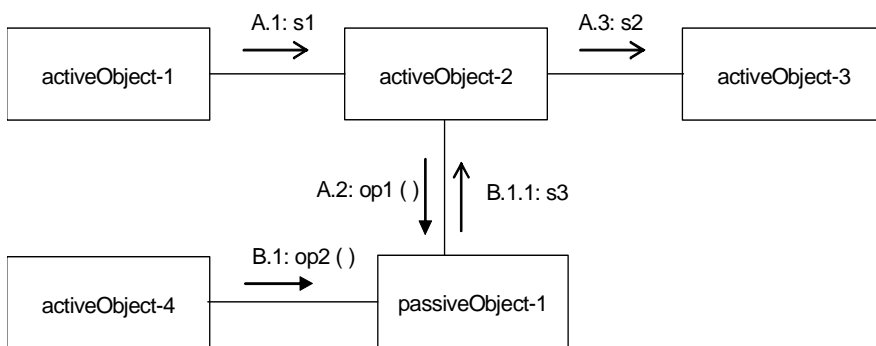 A.1: s1
A.3: s2
activeObject-1
activeObject-2
activeObject-3
A.2: op1 ( )
B.1.1: s3
B.1: op2 ( )
activeObject-4
passiveObject-1